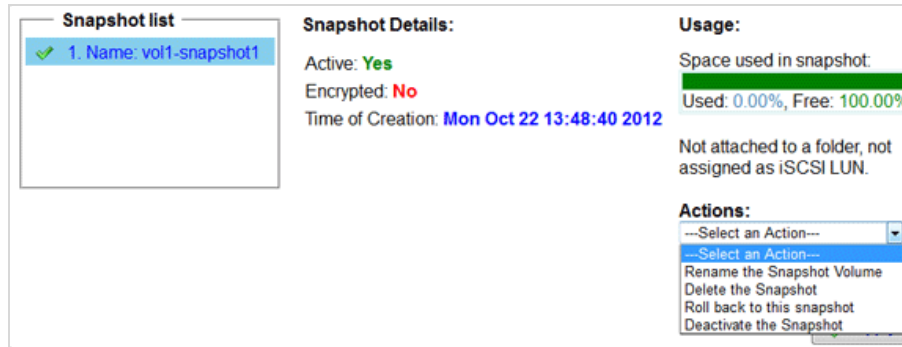 Snapshot list
1. Name: vol1-snapshot1
Snapshot Details:
Active: Yes
Encrypted: No
Time of Creation: Mon Oct 22 13:48:40 2012
Usage:
Space used in snapshot:
Used: 0.00%, Free: 100.00%
Not attached to a folder, not
assigned as iSCSI LUN.
Actions:
---Select an Action---
---Select an Action---
Rename the Snapshot Volume
Delete the Snapshot
Roll back to this snapshot
Deactivate the Snapshot